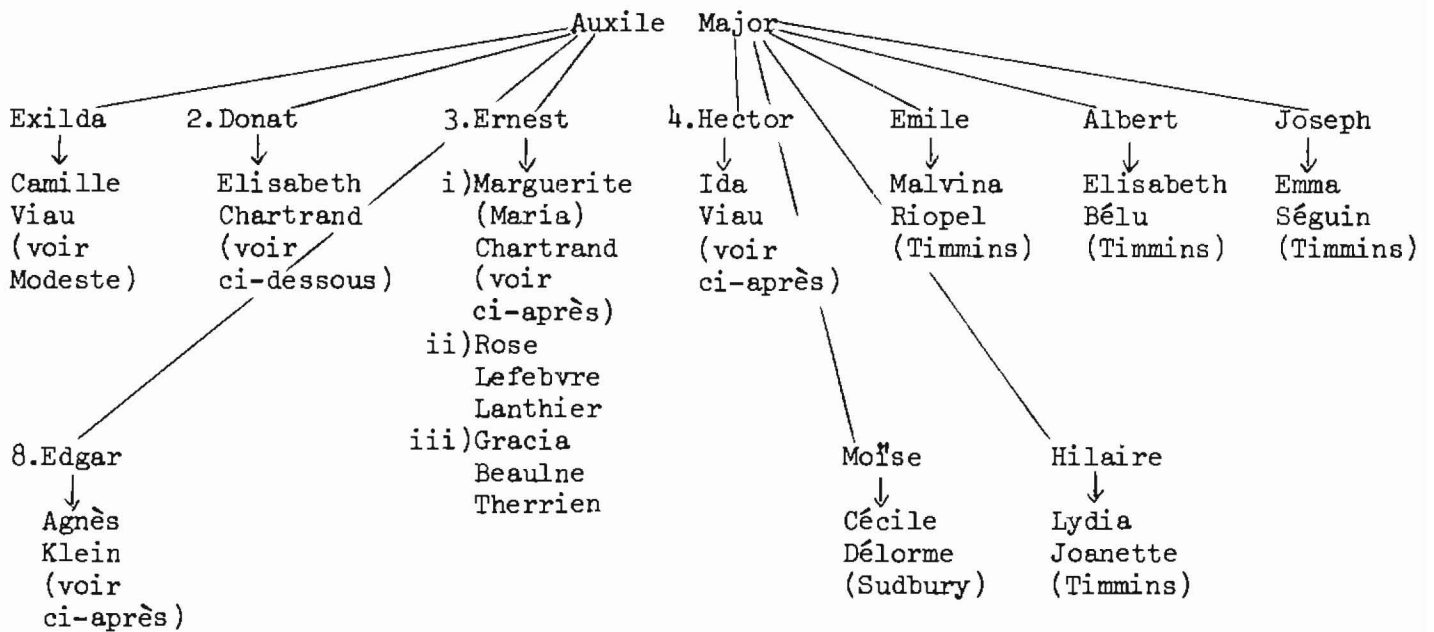 Auxile Major
Exilda
Camille
Viau
(voir
Modeste)
2.Donat
Elisabeth
Chartrand
(voir
ci-dessous)
3.Ernest
i)Marguerite
(Maria)
Chartrand
(voir
ci-après)
ii)Rose
Lefebvre
Lanthier
iii)Gracia
Beaulne
Therrien
4.Hector
Ida
Viau
(voir
ci-après)
Emile
Malvina
Riopel
(Timmins)
Albert
Elisabeth
Bélu
(Timmins)
Joseph
Emma
Séguin
(Timmins)
8.Edgar
Agnès
Klein
(voir
ci-après)
Moïse
Cécile
Délorme
(Sudbury)
Hilaire
Lydia
Joanette
(Timmins)